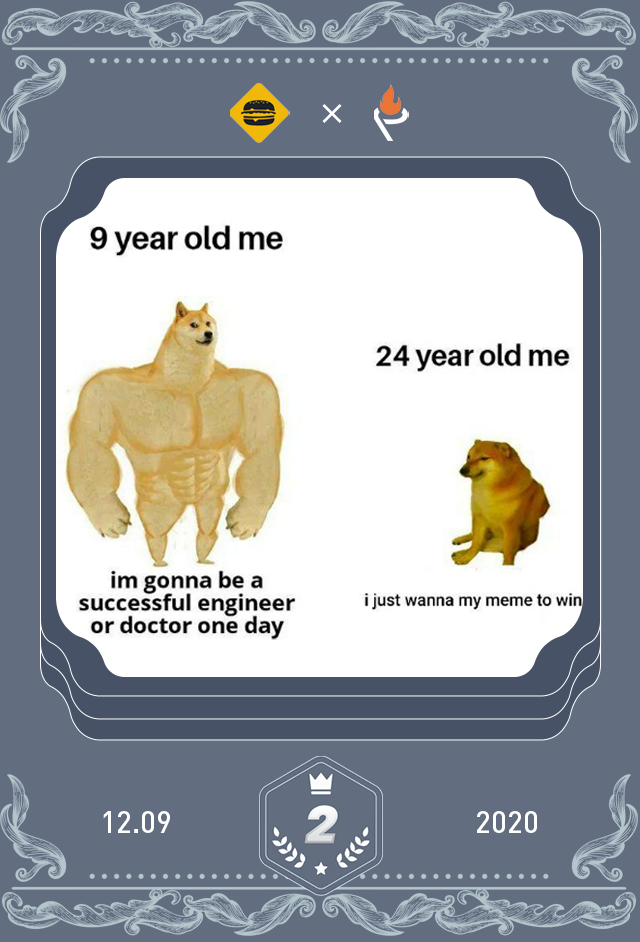 9 year old me
24 year old me
im gonna be a
successful engineer
or doctor one day
i just wanna my meme to win
12.09
2
2020